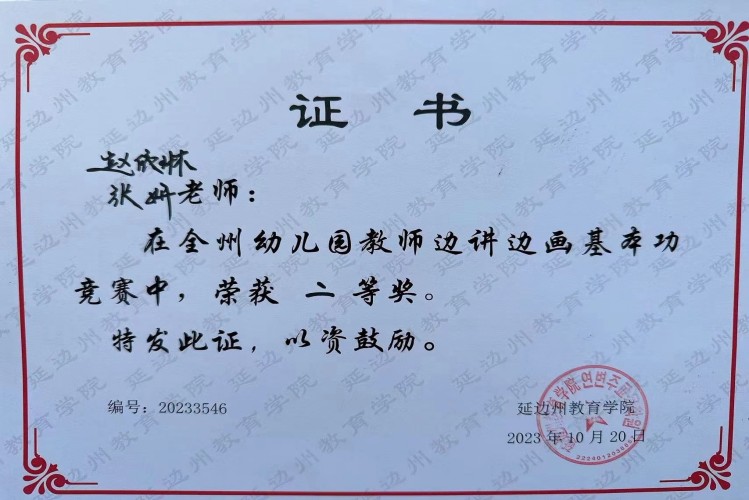 证 书
赵依林
张妍老师：
在全州幼儿园教师边讲边画基本功
竞赛中，荣获 二 等奖。
特发此证，以资鼓励。
编号：20233546
延边州教育学院
2023 年 10 月 20 日